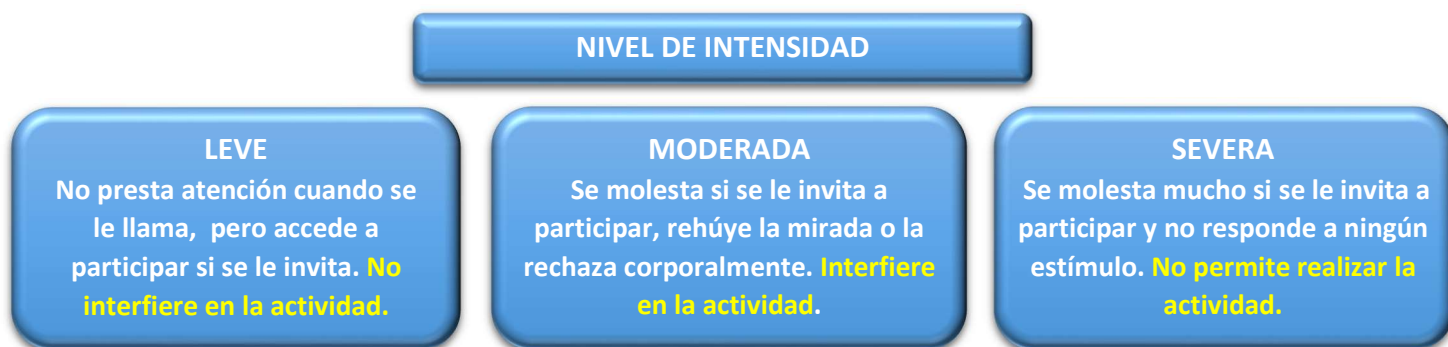 NIVEL DE INTENSIDAD
LEVE
No presta atención cuando se
le llama, pero accede a
participar si se le invita. No
interfiere en la actividad.
MODERADA
Se molesta si se le invita a
participar, rehúye la mirada o la
rechaza corporalmente. Interfiere
en la actividad.
SEVERA
Se molesta mucho si se le invita a
participar y no responde a ningún
estímulo. No permite realizar la
actividad.